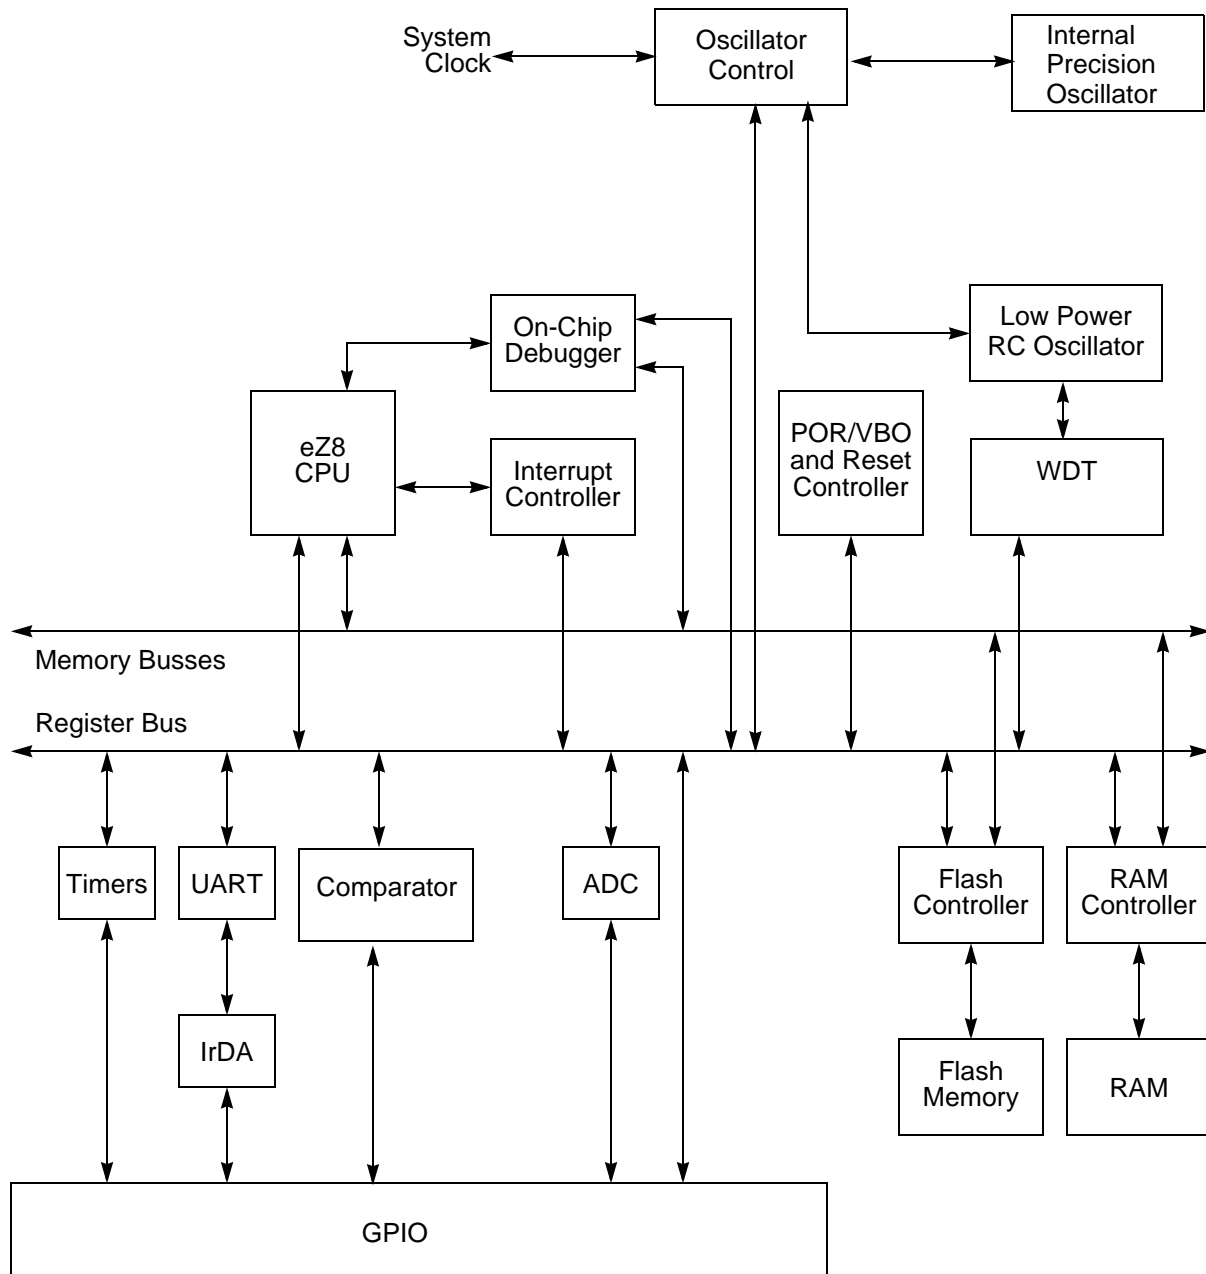 System
Clock
Oscillator
Control
Internal
Precision
Oscillator
On-Chip
Debugger
Low Power
RC Oscillator
eZ8
CPU
Interrupt
Controller
POR/VBO
and Reset
Controller
WDT
Memory Busses
Register Bus
Timers
UART
Comparator
ADC
Flash
Controller
RAM
Controller
IrDA
Flash
Memory
RAM
GPIO